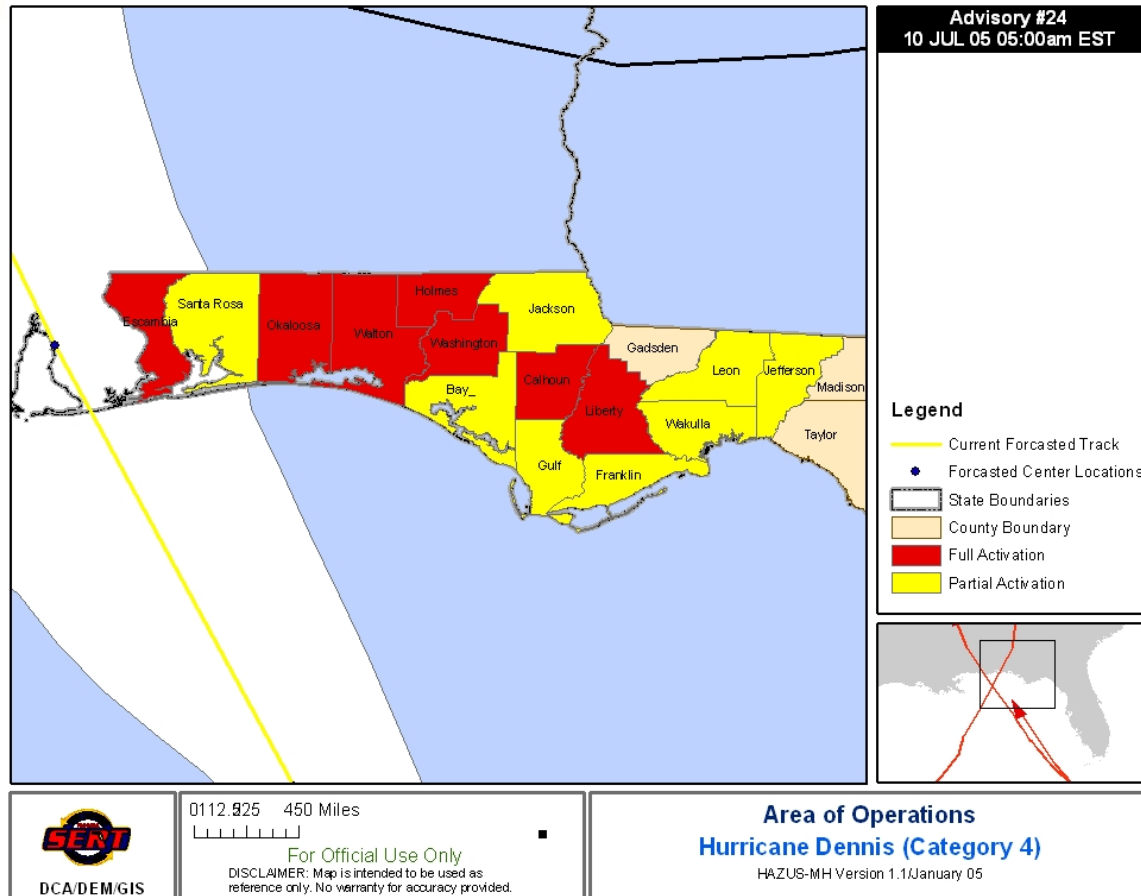 Advisory #24
10 JUL 05 05:00am EST
Santa Rosa
Escambia
Okaloosa
Walton
Holmes
Washington
Jackson
Bay_
Calhoun
Liberty
Gulf
Franklin
Gadsden
Leon
Jefferson
Madison
Wakulla
Taylor
Legend
Current Forcasted Track
Forcasted Center Locations
State Boundaries
County Boundary
Full Activation
Partial Activation
SERT
DCA/DEM/GIS
450 Miles
For Official Use Only
DISCLAIMER: Map is intended to be used as
reference only. No warranty for accuracy provided.
Area of Operations
Hurricane Dennis (Category 4)
HAZUS-MH Version 1.1/January 05